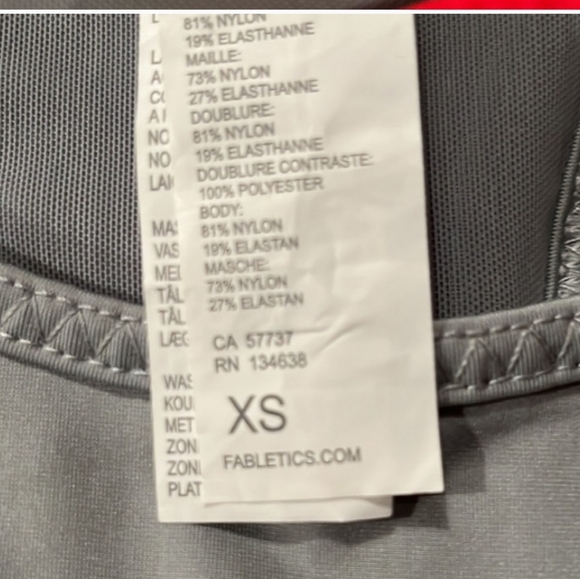 81% NYLON
19% ELASTHANNE
MAILLE:
73% NYLON
27% ELASTHANNE
DOUBLURE:
81% NYLON
19% ELASTHANNE
DOUBLURE CONTRASTE:
100% POLYESTER
BODY:
81% NYLON
19% ELASTAN
MASCHE:
73% NYLON
27% ELASTAN
CA 57737
RN 134638
XS
FABLETICS.COM